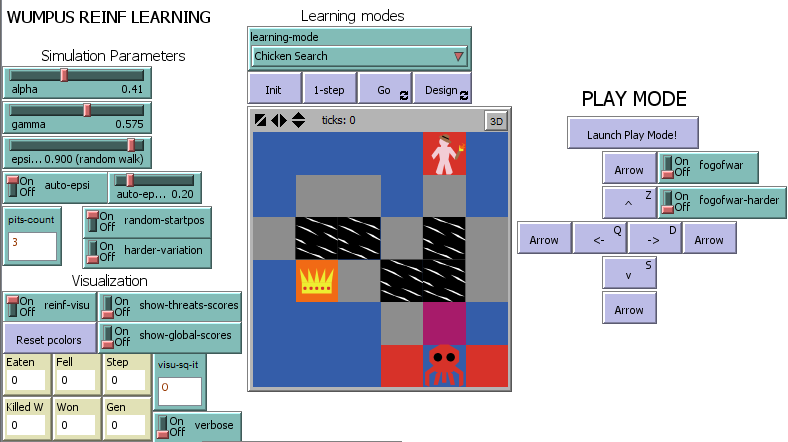 WUMPUS REINF LEARNING
Learning modes
learning-mode
Chicken Search
Simulation Parameters
alpha 0.41
gamma 0.575
epsi... 0.900 (random walk)
On
Off
auto-epsi
auto-ep... 0.20
pits-count
3
On
Off
random-startpos
On
Off
harder-variation
Init
1-step
Go
Design
ticks: 0
3D
PLAY MODE
Launch Play Mode!
Arrow
On
Off
fogofwar
^ Z
On
Off
fogofwar-harder
Arrow
<- Q
-> D
Arrow
v S
Arrow
Visualization
On
Off
reinf-visu
On
Off
show-threats-scores
Reset pcolors
On
Off
show-global-scores
Eaten
0
Fell
0
Step
0
visu-sq-it
0
Killed W
0
Won
0
Gen
0
On
Off
verbose